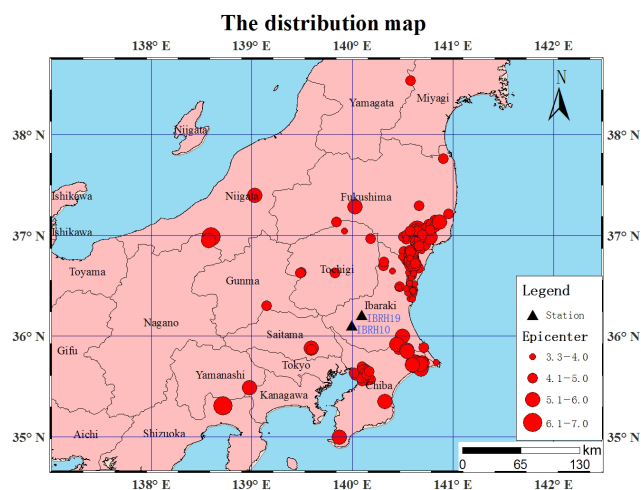 The distribution map
138° E 139° E 140° E 141° E 142° E
N
Yamagata
Miyagi
38° N 38° N
Niigata
Ishikawa
Niigata
Fukushima
Ishikawa
37° N 37° N
Toyama
Tochigi
Gunma
Ibaraki
IBRH19
Nagano
IBRH10
Saitama
36° N 36° N
Gifu
Tokyo
Yamanashi
Chiba
Kanagawa
Aichi
Shizuoka
35° N 35° N
Legend
Station
Epicenter
3.3-4.0
4.1-5.0
5.1-6.0
6.1-7.0
km
0 65 130
138° E 139° E 140° E 141° E 142° E